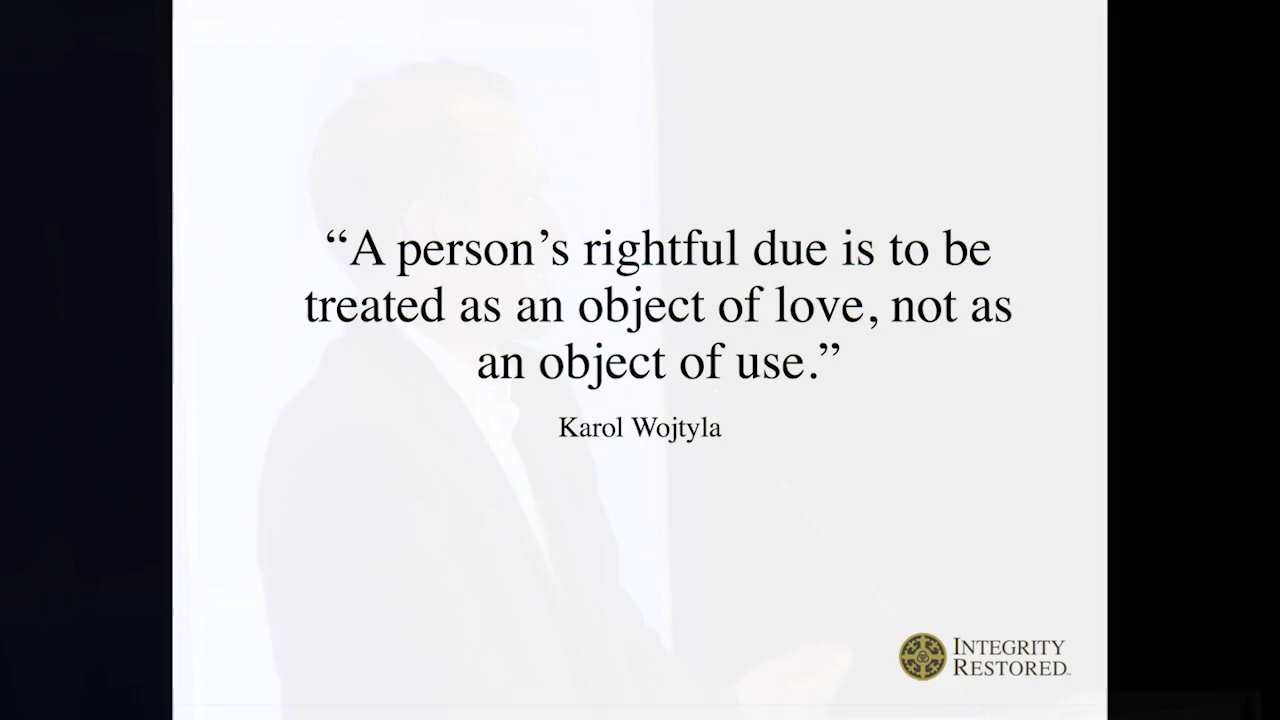 “A person’s rightful due is to be
treated as an object of love, not as
an object of use.”
Karol Wojtyla
INTEGRITY
RESTORED™